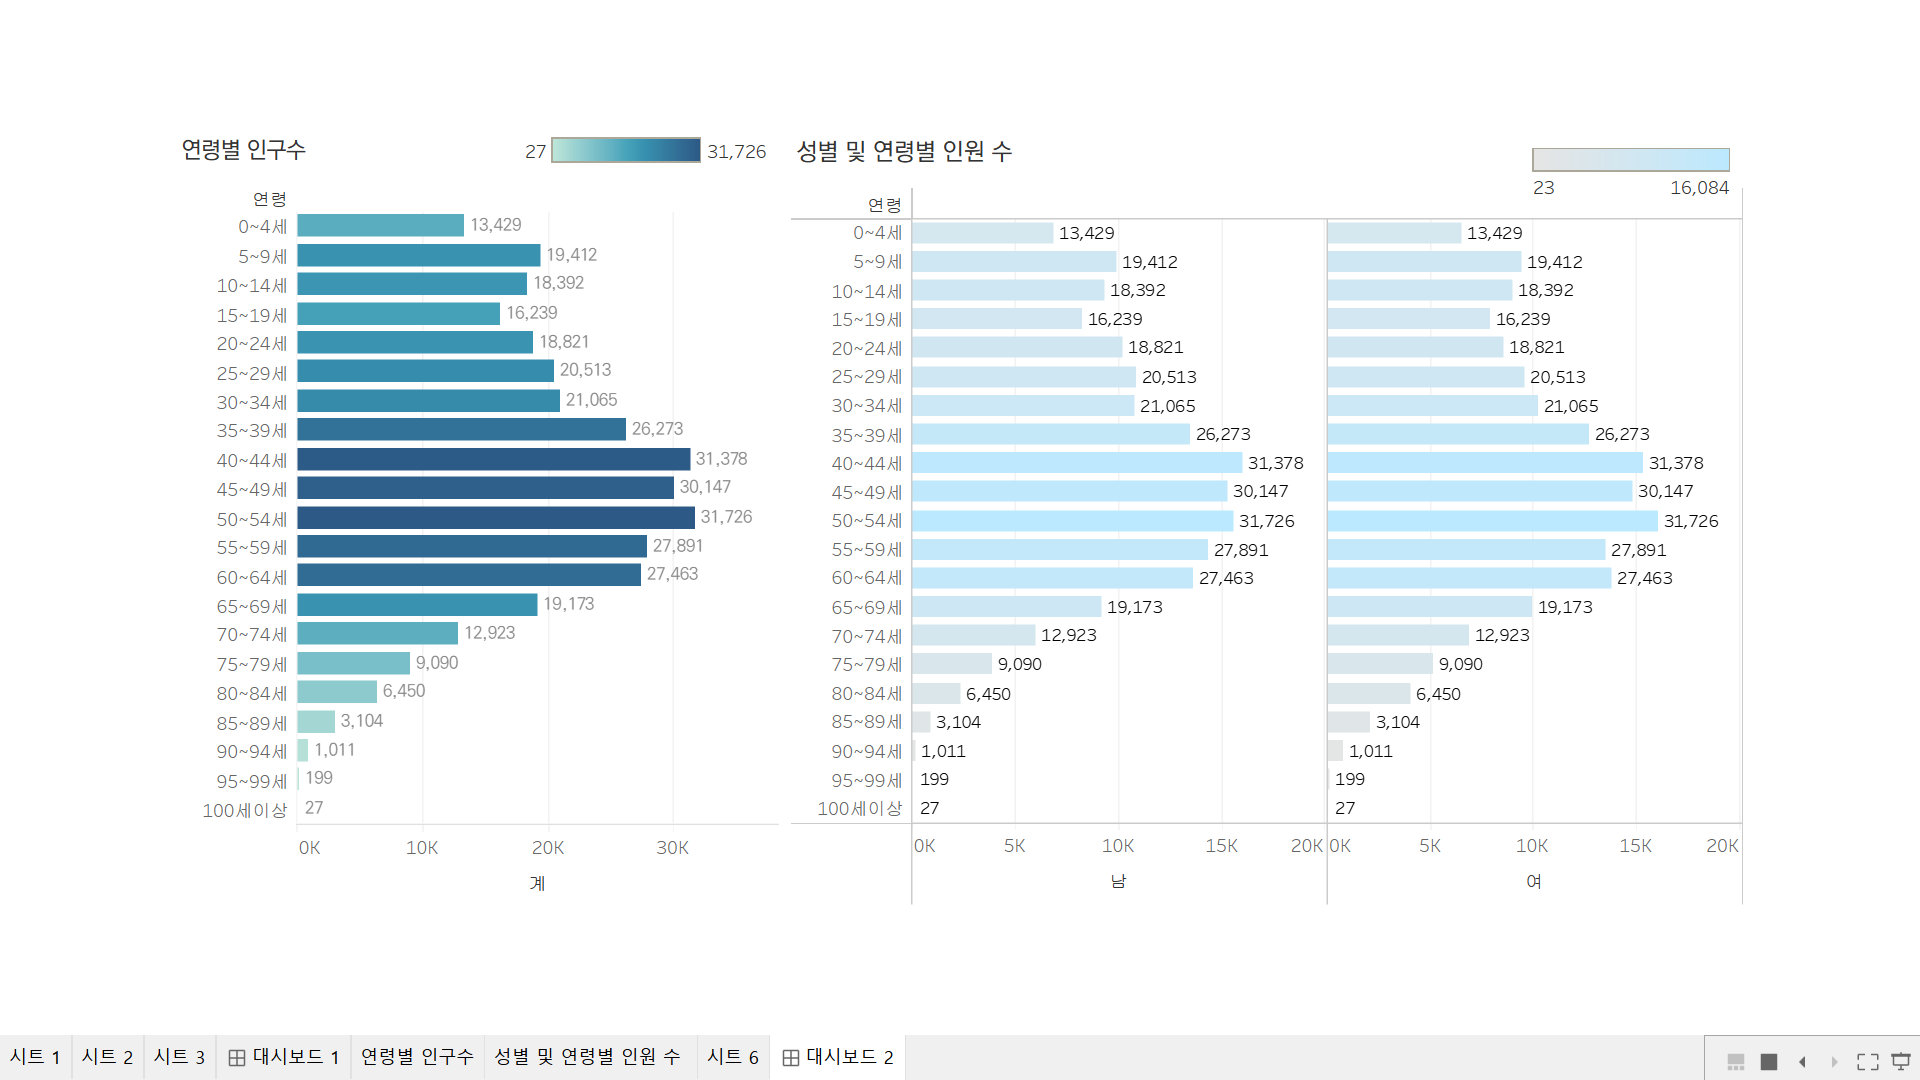 연령별 인구수
27 31,726
연령
0~4세 13,429
5~9세 19,412
10~14세 18,392
15~19세 16,239
20~24세 18,821
25~29세 20,513
30~34세 21,065
35~39세 26,273
40~44세 31,378
45~49세 30,147
50~54세 31,726
55~59세 27,891
60~64세 27,463
65~69세 19,173
70~74세 12,923
75~79세 9,090
80~84세 6,450
85~89세 3,104
90~94세 1,011
95~99세 199
100세이상 27
0K 10K 20K 30K
계
성별 및 연령별 인원 수
23 16,084
연령
0~4세 13,429 13,429
5~9세 19,412 19,412
10~14세 18,392 18,392
15~19세 16,239 16,239
20~24세 18,821 18,821
25~29세 20,513 20,513
30~34세 21,065 21,065
35~39세 26,273 26,273
40~44세 31,378 31,378
45~49세 30,147 30,147
50~54세 31,726 31,726
55~59세 27,891 27,891
60~64세 27,463 27,463
65~69세 19,173 19,173
70~74세 12,923 12,923
75~79세 9,090 9,090
80~84세 6,450 6,450
85~89세 3,104 3,104
90~94세 1,011 1,011
95~99세 199 199
100세이상 27 27
0K 5K 10K 15K 20K 0K 5K 10K 15K 20K
남 여
시트 1 시트 2 시트 3 대시보드 1 연령별 인구수 성별 및 연령별 인원 수 시트 6 대시보드 2